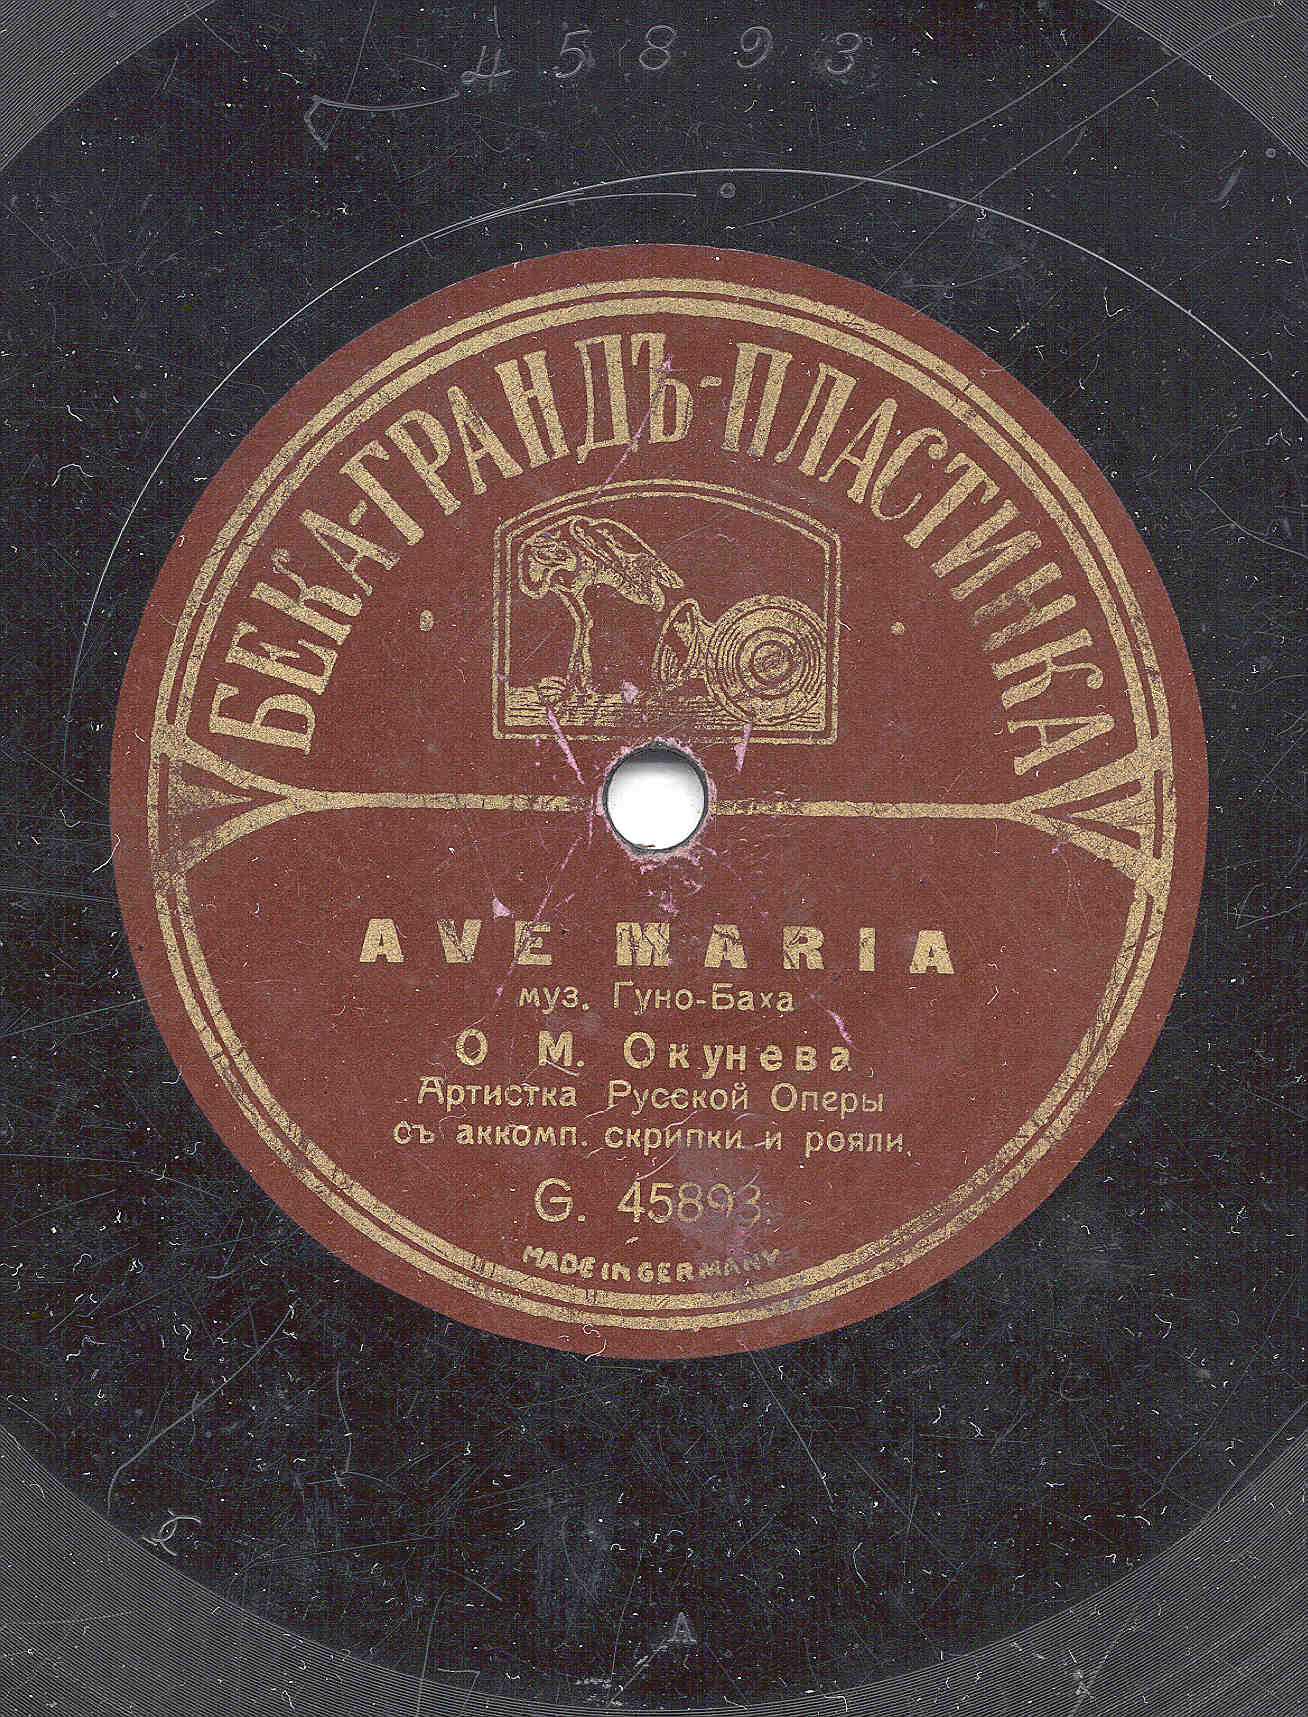 45893
БЕКА-ГРАНДЪ-ПЛАСТИНКА
AVE MARIA
муз. Гуно-Баха
О М. Окунева
Артистка Русской Оперы
съ аккомп. скрипки и рояли.
G. 45893.
MADE IN GERMANY
A